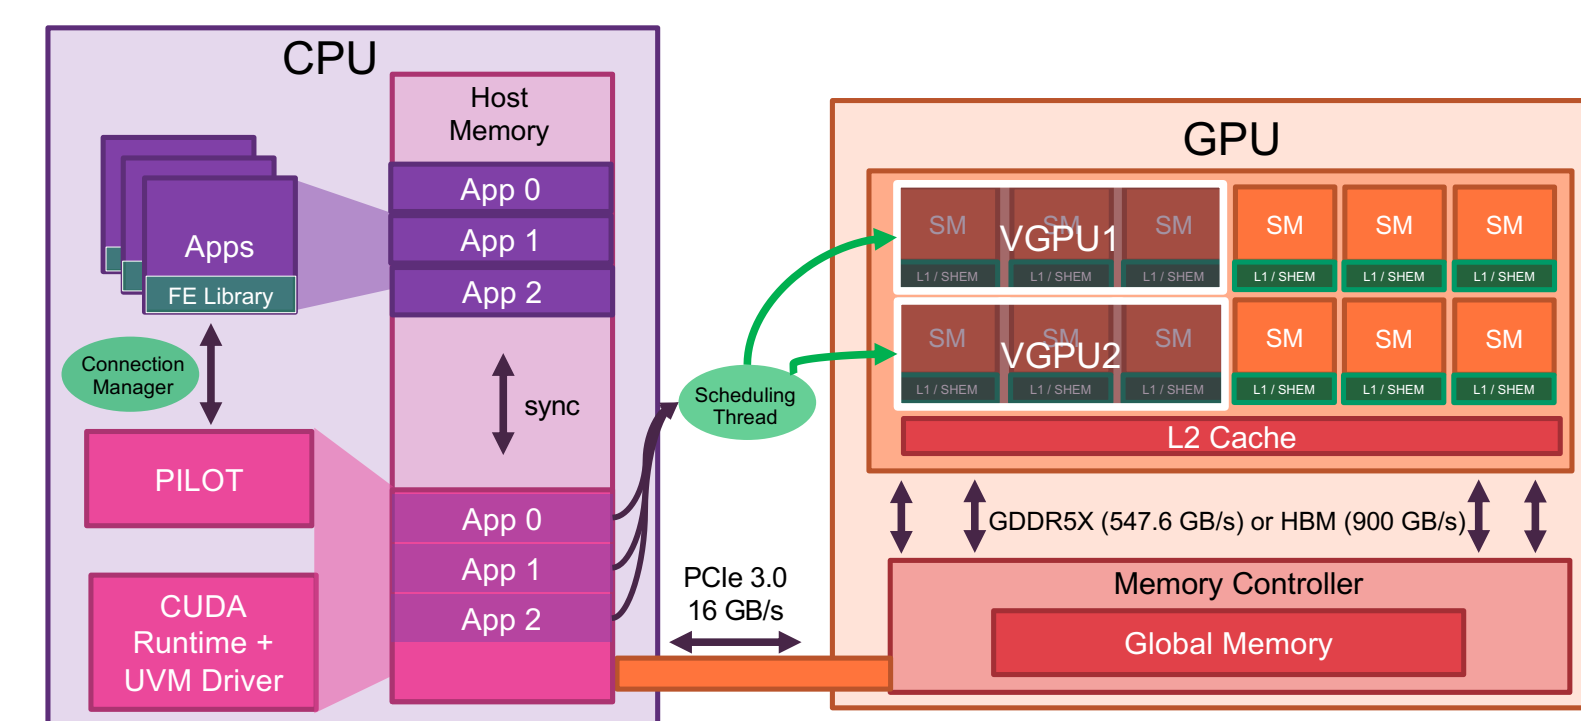 CPU
Host
Memory
App 0
App 1
App 2
Apps
FE Library
Connection
Manager
sync
PILOT
App 0
App 1
App 2
CUDA
Runtime +
UVM Driver
Scheduling
Thread
PCIe 3.0
16 GB/s
GPU
SM SM SM SM SM SM
VGPU1
L1 / SHEM L1 / SHEM L1 / SHEM L1 / SHEM L1 / SHEM L1 / SHEM
SM SM SM SM SM SM
VGPU2
L1 / SHEM L1 / SHEM L1 / SHEM L1 / SHEM L1 / SHEM L1 / SHEM
L2 Cache
GDDR5X (547.6 GB/s) or HBM (900 GB/s)
Memory Controller
Global Memory